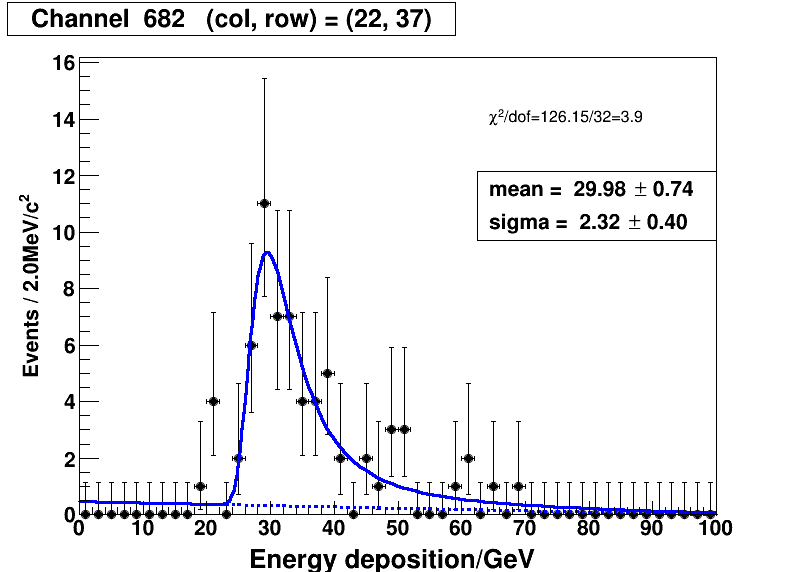 Channel 682 (col, row) = (22, 37)
χ²/dof=126.15/32=3.9
mean = 29.98 ± 0.74
sigma = 2.32 ± 0.40
Events / 2.0MeV/c²
16
14
12
10
8
6
4
2
0
0 10 20 30 40 50 60 70 80 90 100
Energy deposition/GeV